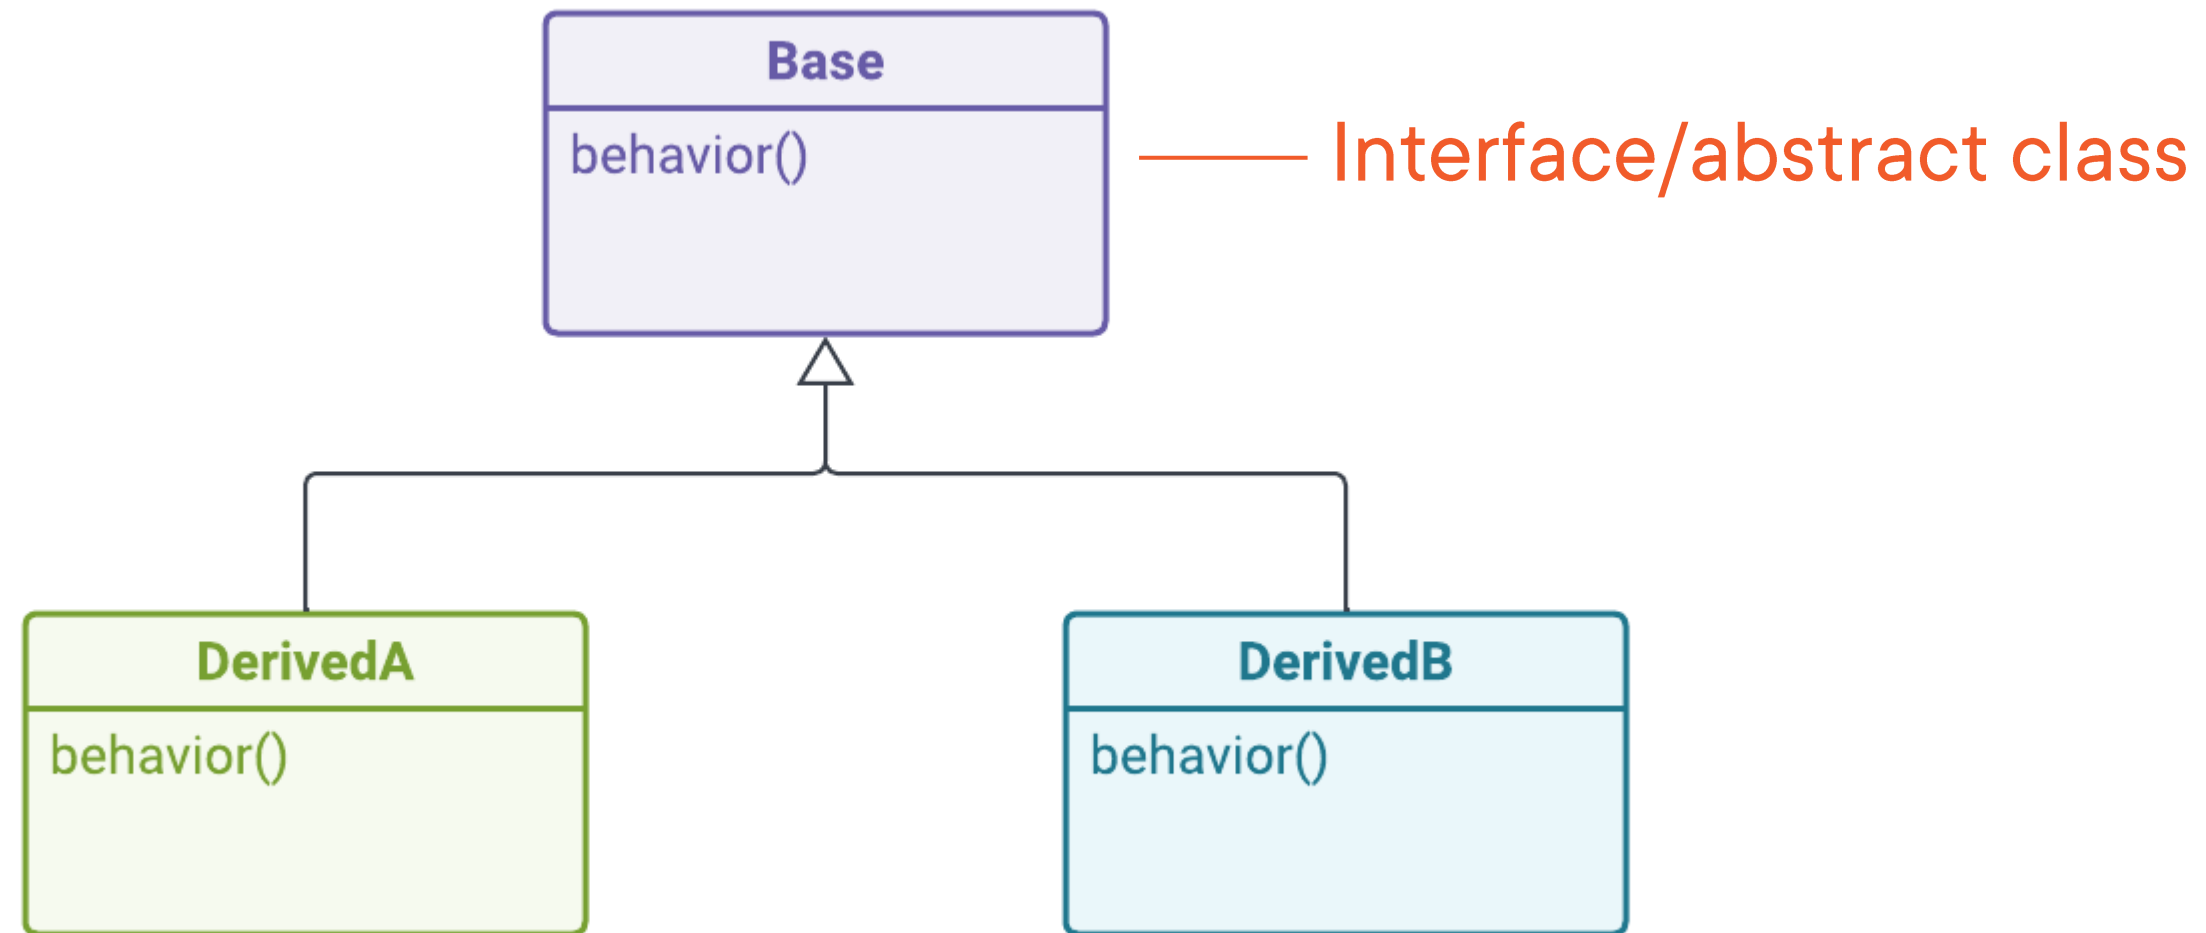 Base
behavior()
Interface/abstract class
DerivedA
behavior()
DerivedB
behavior()